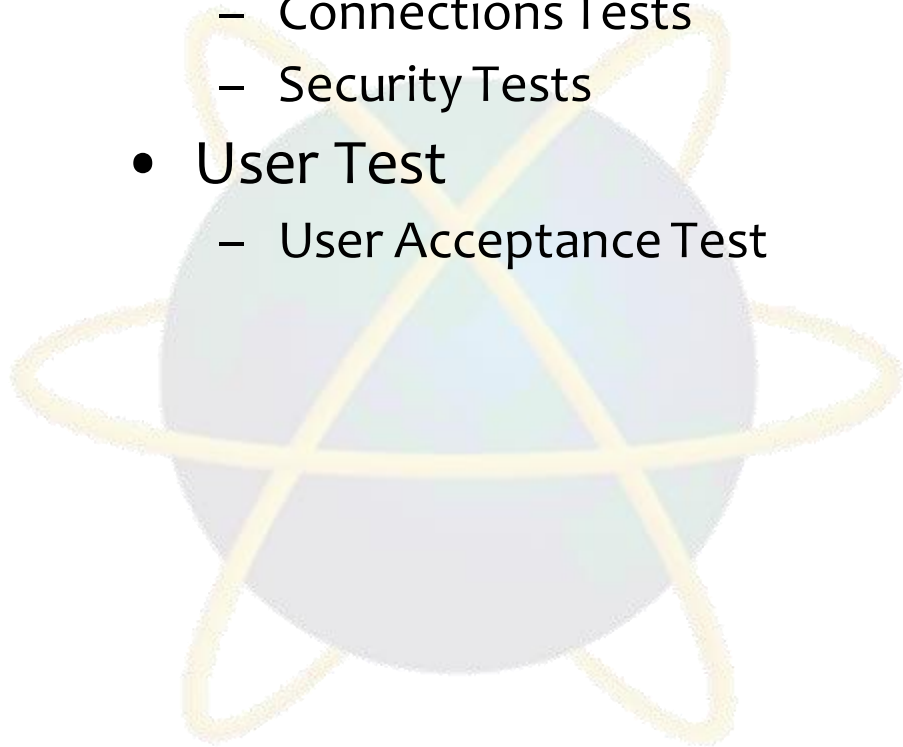 – Connections Tests
– Security Tests
• User Test
– User Acceptance Test